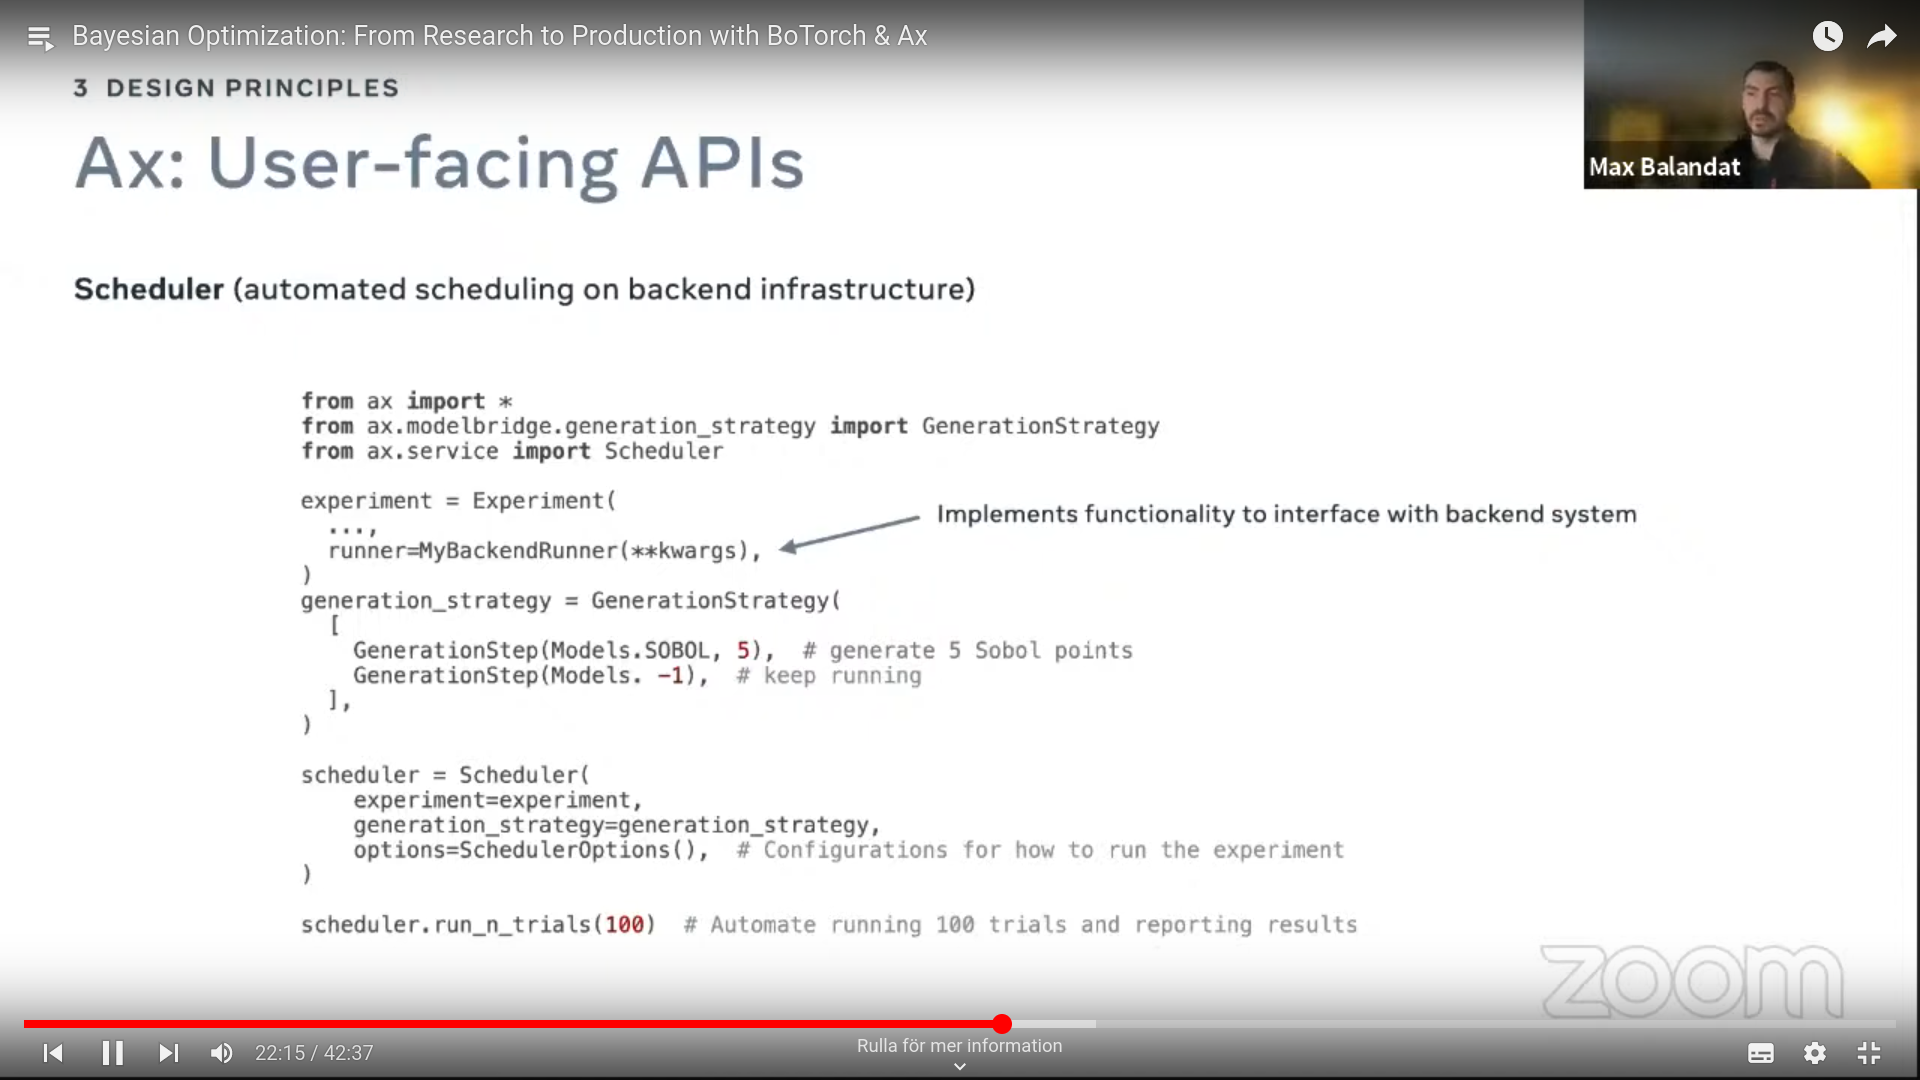 Bayesian Optimization: From Research to Production with BoTorch & Ax
3 DESIGN PRINCIPLES
Ax: User-facing APIs
Max Balandat
Scheduler (automated scheduling on backend infrastructure)
from ax import *
from ax.modelbridge.generation_strategy import GenerationStrategy
from ax.service import Scheduler
experiment = Experiment(
...,
runner=MyBackendRunner(**kwargs),
)
Implements functionality to interface with backend system
generation_strategy = GenerationStrategy(
[
GenerationStep(Models.SOBOL, 5),  # generate 5 Sobol points
GenerationStep(Models. -1),  # keep running
],
)
scheduler = Scheduler(
experiment=experiment,
generation_strategy=generation_strategy,
options=SchedulerOptions(),  # Configurations for how to run the experiment
)
scheduler.run_n_trials(100)  # Automate running 100 trials and reporting results
zoom
22:15 / 42:37
Rulla för mer information